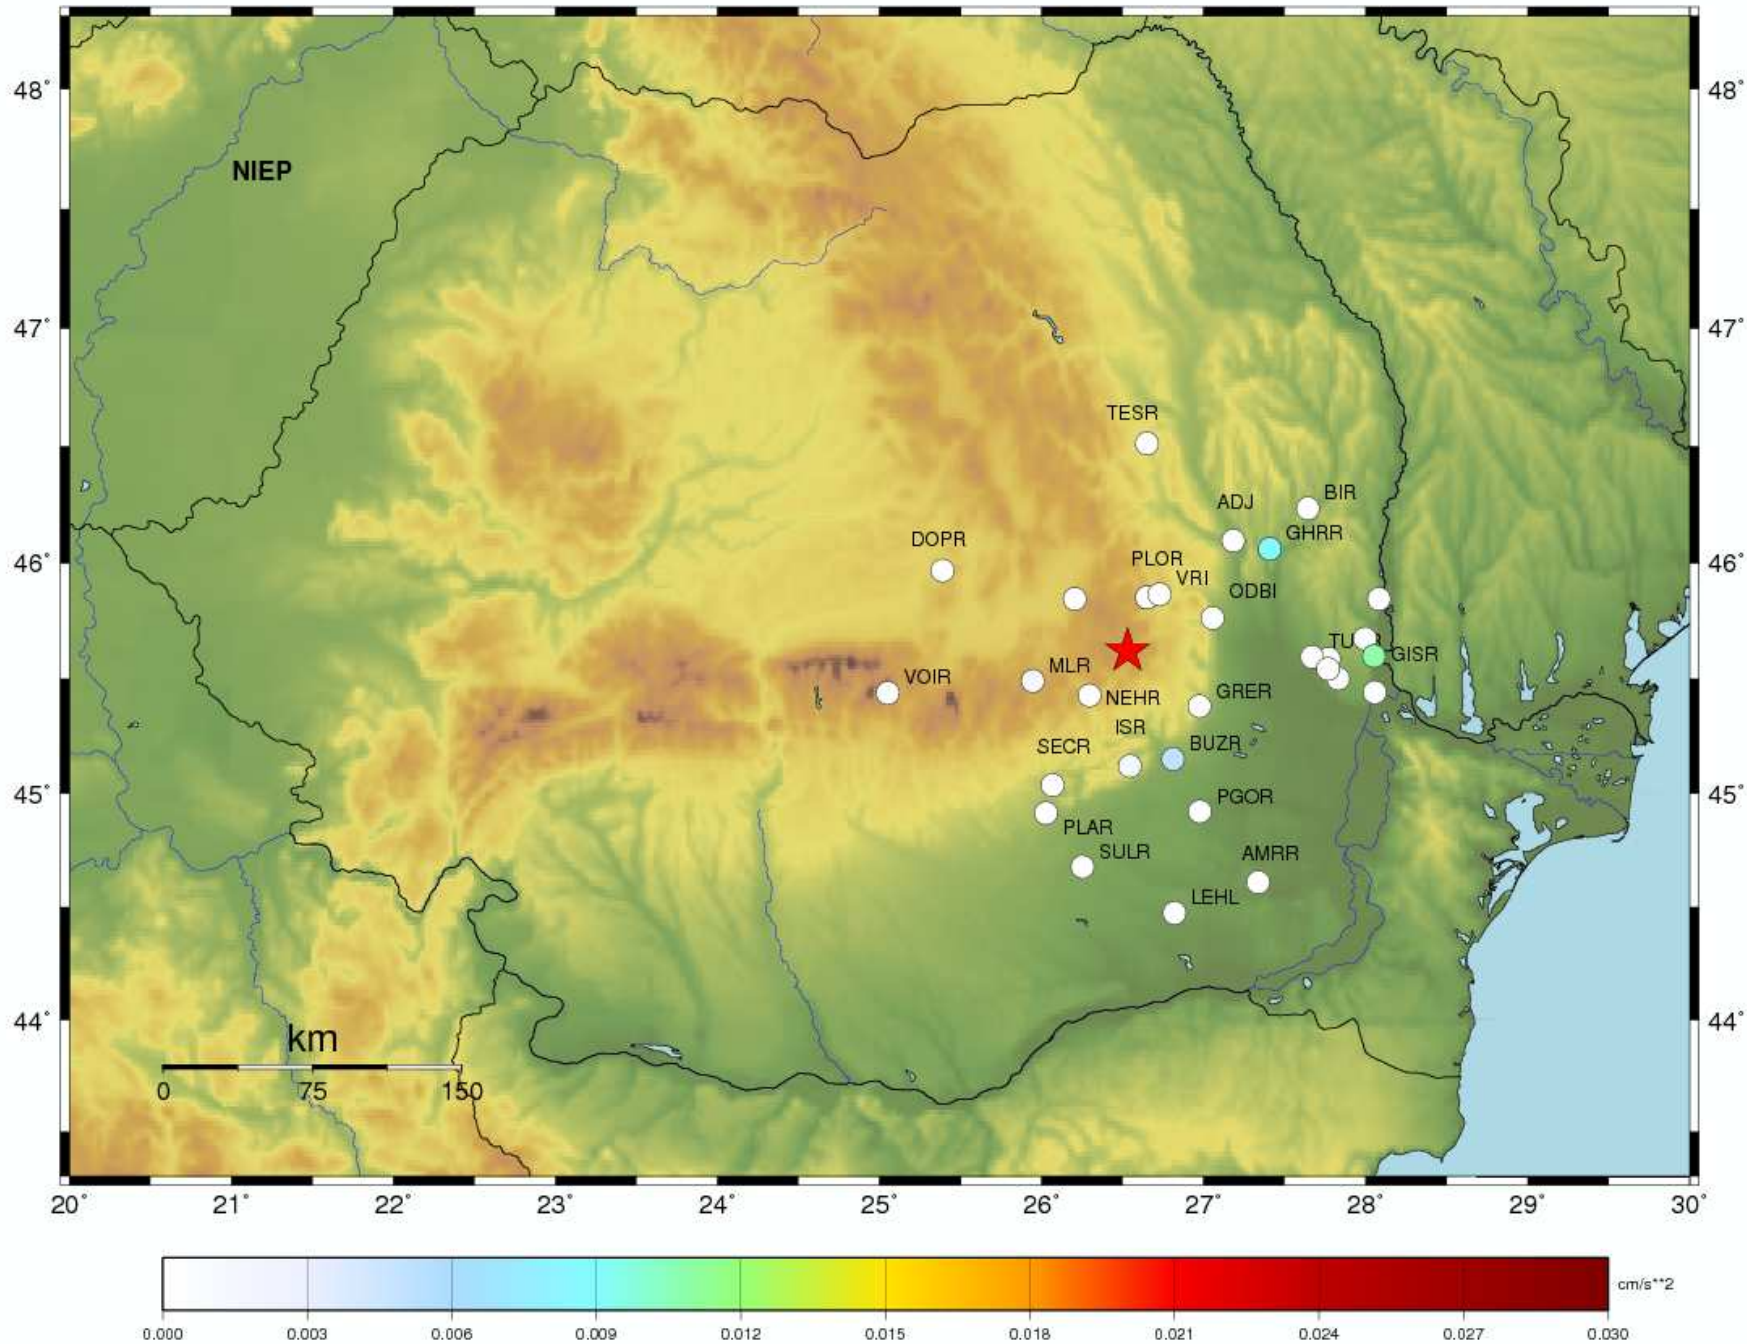 48° 48°
NIEP
47° 47°
TESR
BIR
ADJ
GHRR
DOPR
46° 46°
PLOR
VRI
ODBI
GISR
MLR
VOIR
NEHR
GRER
ISR
SECR
BUZR
45° 45°
PGOR
PLAR
SULR
AMRR
LEHL
44° 44°
km
0 75 150
20° 21° 22° 23° 24° 25° 26° 27° 28° 29° 30°
cm/s**2
0.000 0.003 0.006 0.009 0.012 0.015 0.018 0.021 0.024 0.027 0.030